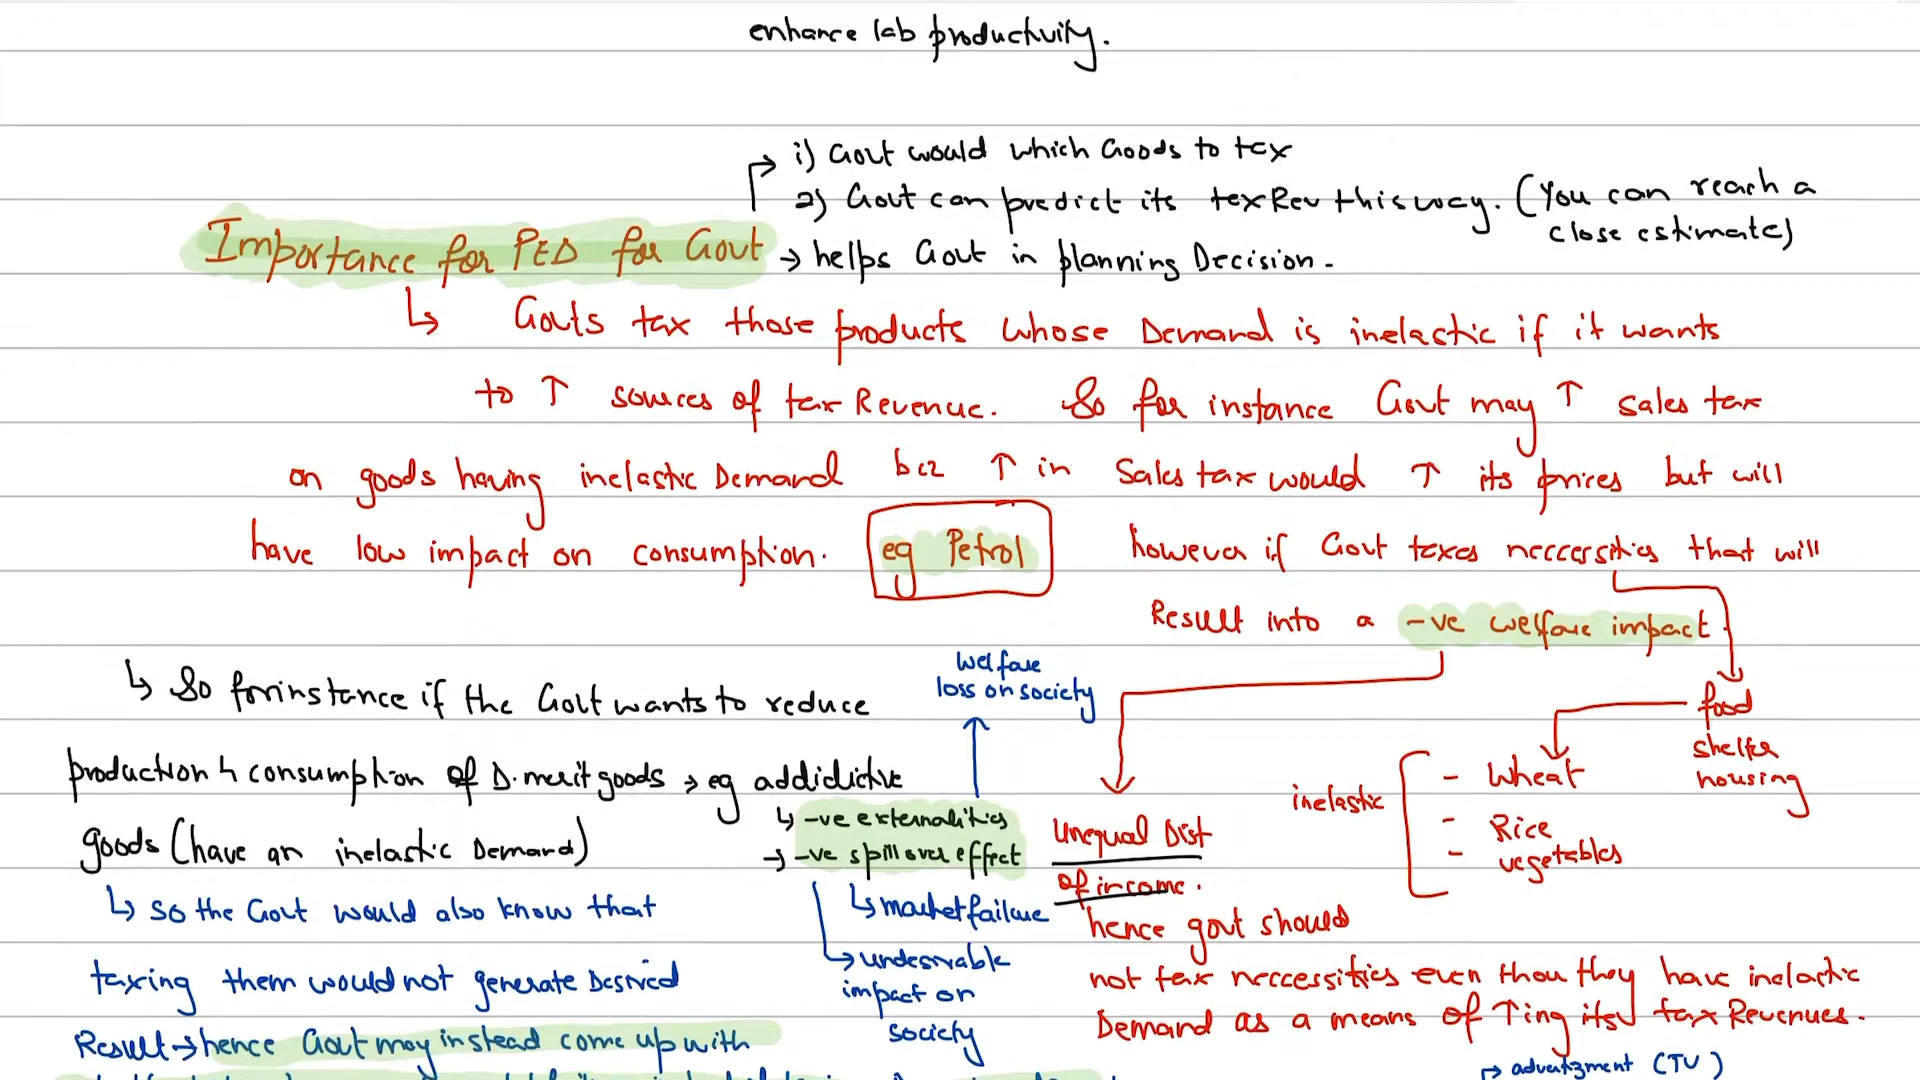 enhance lab productivity.
i) Govt would which Goods to tax
2) Govt can predict its tax Rev this way. (You can reach a close estimate)
Importance for PED for Govt → helps Govt in planning Decision.
↳ Govts tax those products whose Demand is inelastic if it wants
to ↑ sources of tax Revenue. So for instance Govt may ↑ sales tax
on goods having inelastic Demand bcz ↑ in Sales tax would ↑ its prices but will
have low impact on consumption. eg Petrol
however if Govt taxes neccessities that will
Result into a -ve welfare impact.
food
shelter
housing
inelastic
- Wheat
- Rice
- vegetables
Unequal Dist
of income.
hence govt should
not tax neccessities even thou they have inelastic
Demand as a means of ↑ing its tax Revenues.
↳ So forinstance if the Govt wants to reduce
production & consumption of D.merit goods → eg addidictive
goods (have an inelastic Demand)
welfare
loss on society
↳ -ve externalities
→ -ve spill over effect
↳ market failure
↳ undesirable
impact on
society
↳ so the Govt would also know that
taxing them would not generate Desried
Result → hence Govt may instead come up with
→ advertizment (TV)